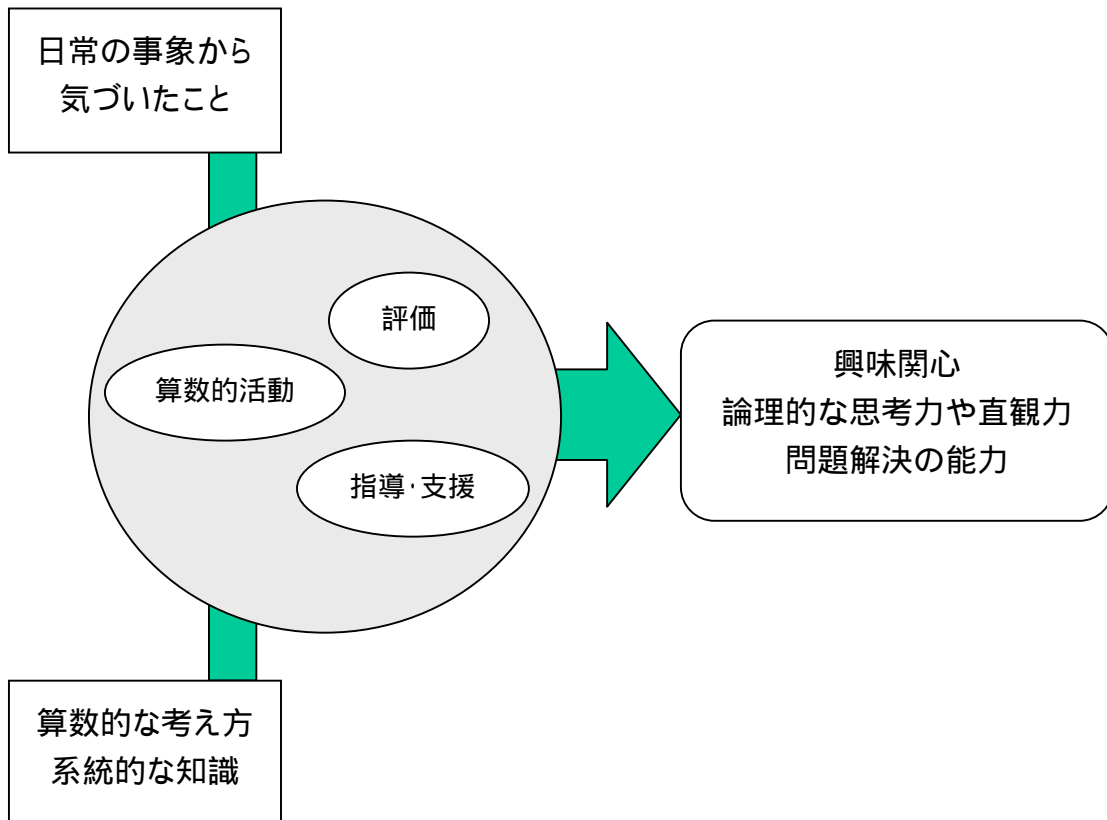 日常の事象から
気づいたこと
評価
算数的活動
指導・支援
興味関心
論理的な思考力や直観力
問題解決の能力
算数的な考え方
系統的な知識